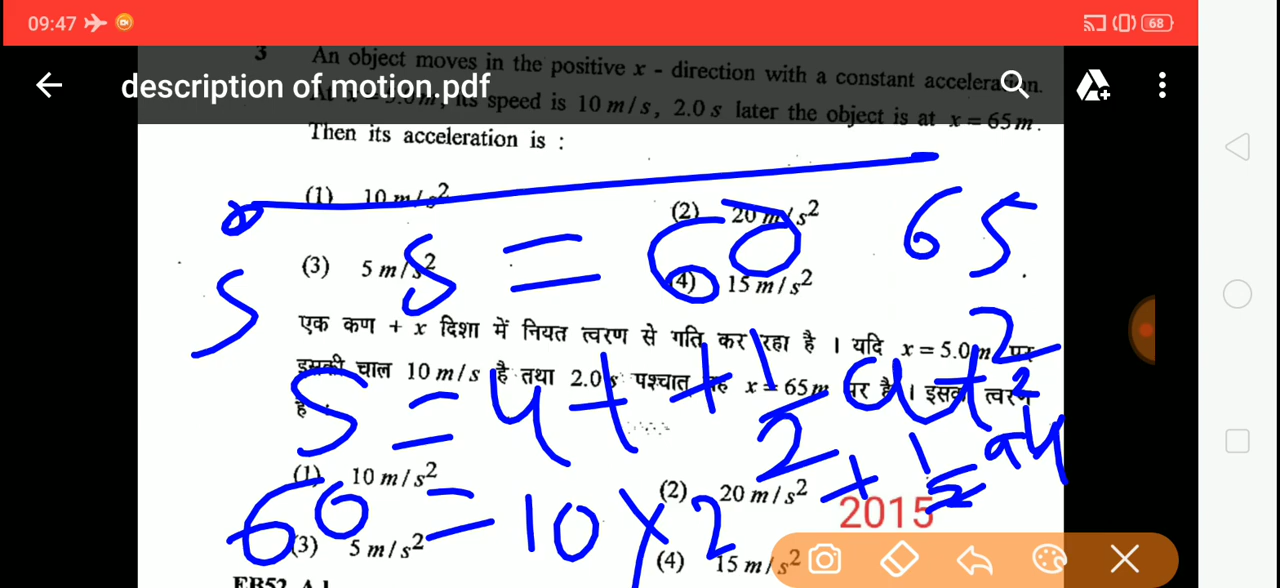 09:47 68
3 An object moves in the positive x - direction with a constant acceleration.
description of motion.pdf
its speed is 10 m/s, 2.0 s later the object is at x = 65 m.
Then its acceleration is :
(1) 10 m/s²
(2) 20 m/s²
65
S = 60
(3) 5 m/s²
(4) 15 m/s²
5
एक कण + x दिशा में नियत त्वरण से गति कर रहा है । यदि x = 5.0 m पर
इसकी चाल 10 m/s है तथा 2.0 s पश्चात् यह x = 65 m पर है । इसका त्वरण
है :
S = ut + 1/2 at²
(1) 10 m/s²
(2) 20 m/s²
60 = 10 x 2 + 1/2 a4
2015
(3) 5 m/s²
(4) 15 m/s²